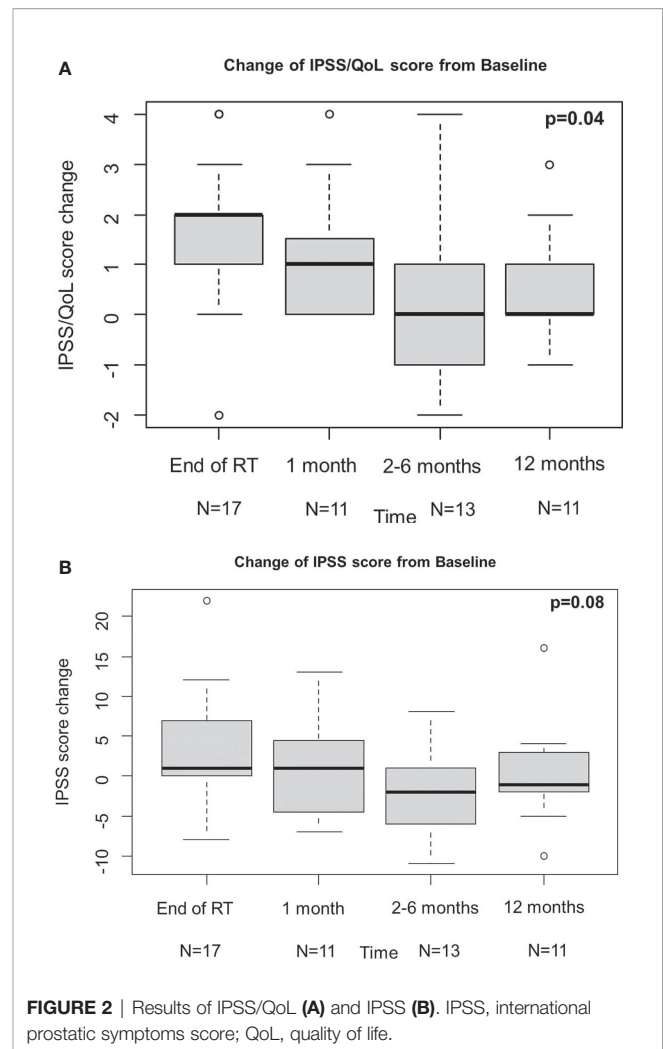 A
Change of IPSS/QoL score from Baseline
p=0.04
IPSS/QoL score change
4
3
2
1
0
-1
-2
End of RT 1 month 2-6 months 12 months
N=17 N=11 Time N=13 N=11
B
Change of IPSS score from Baseline
p=0.08
IPSS score change
20
15
10
5
0
-5
-10
End of RT 1 month 2-6 months 12 months
N=17 N=11 Time N=13 N=11
FIGURE 2 | Results of IPSS/QoL (A) and IPSS (B). IPSS, international
prostatic symptoms score; QoL, quality of life.